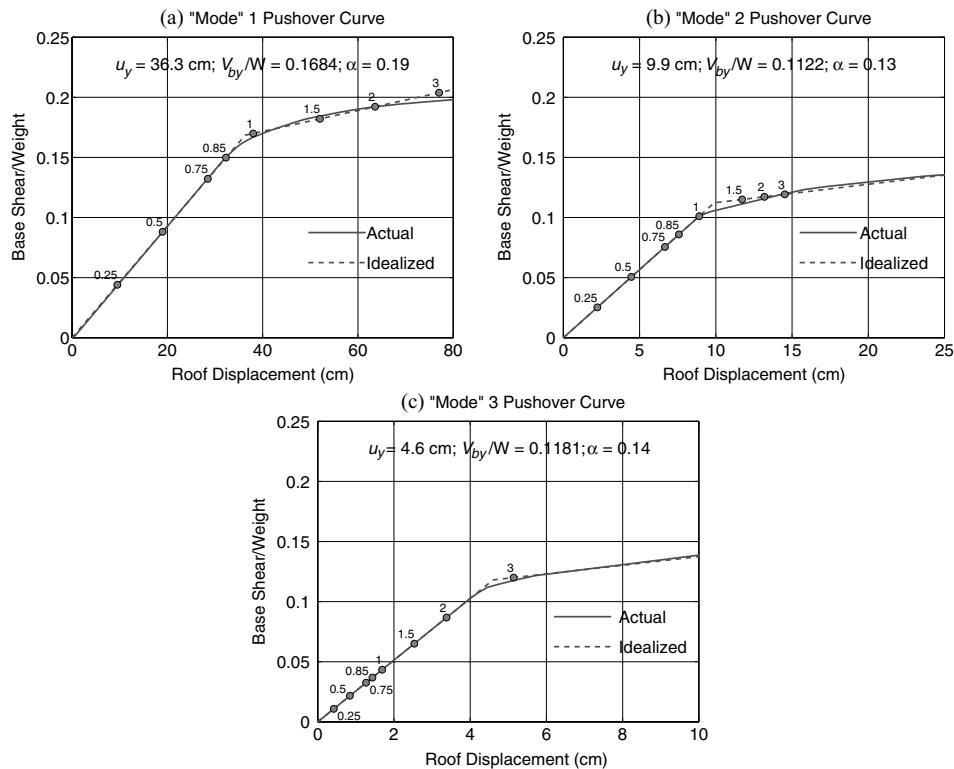 (a) "Mode" 1 Pushover Curve
u_y = 36.3 cm; V_by/W = 0.1684; α = 0.19
0.25
0.2
0.15
0.1
0.05
0
Base Shear/Weight
0.25
0.5
0.75
0.85
1
1.5
2
3
Actual
Idealized
0 20 40 60 80
Roof Displacement (cm)
(b) "Mode" 2 Pushover Curve
u_y = 9.9 cm; V_by/W = 0.1122; α = 0.13
0.25
0.2
0.15
0.1
0.05
0
Base Shear/Weight
0.25
0.5
0.75
0.85
1
1.5
2
3
Actual
Idealized
0 5 10 15 20 25
Roof Displacement (cm)
(c) "Mode" 3 Pushover Curve
u_y = 4.6 cm; V_by/W = 0.1181; α = 0.14
0.25
0.2
0.15
0.1
0.05
0
Base Shear/Weight
0.25
0.5
0.85
0.75
1
1.5
2
3
Actual
Idealized
0 2 4 6 8 10
Roof Displacement (cm)